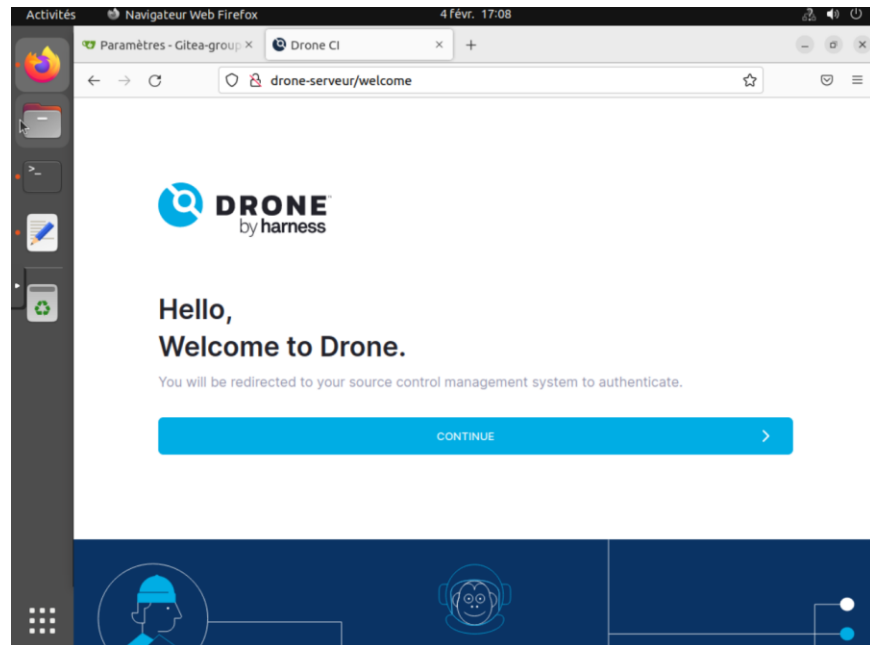 Activités Navigateur Web Firefox 4 févr. 17:08
Paramètres - Gitea-group Drone CI
drone-serveur/welcome
DRONE
by harness
Hello,
Welcome to Drone.
You will be redirected to your source control management system to authenticate.
CONTINUE